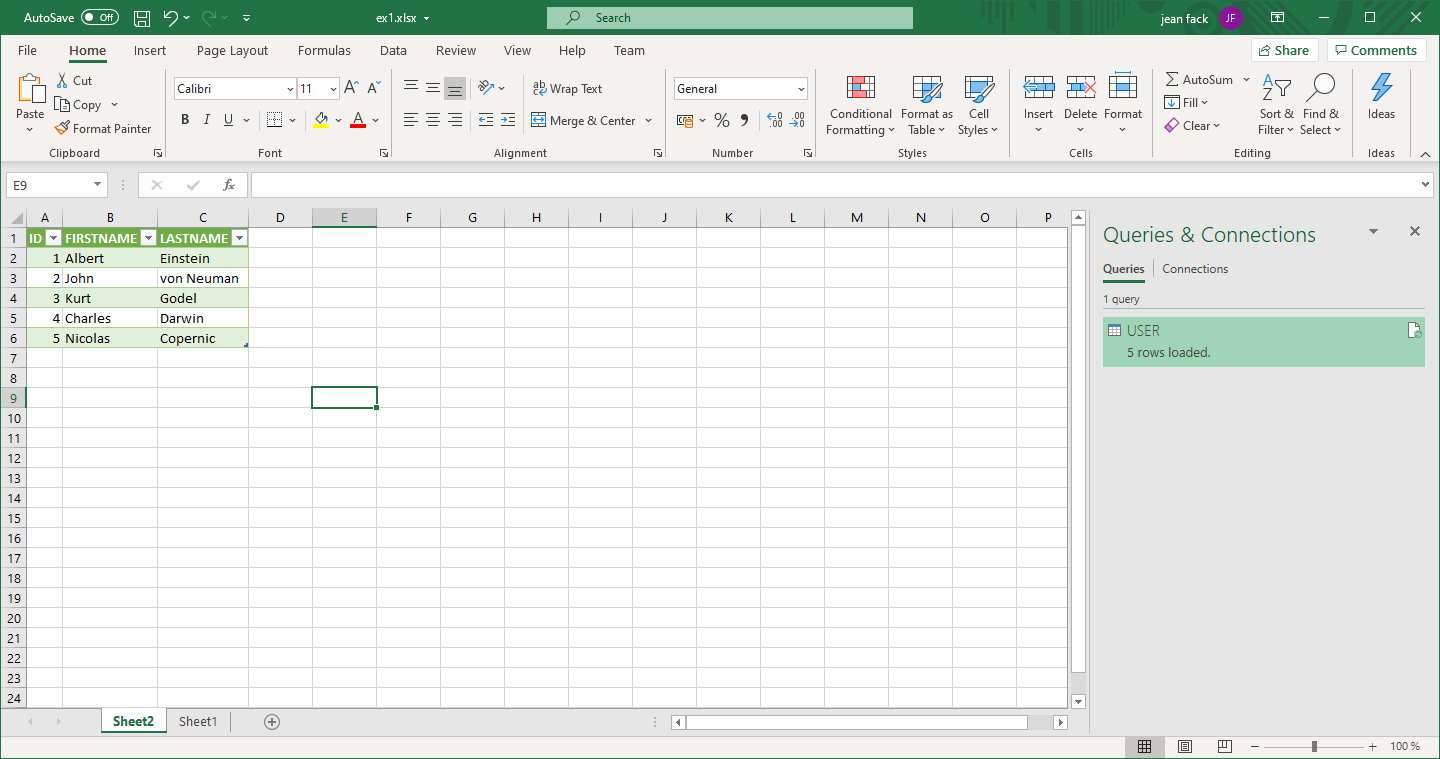 AutoSave Off ex1.xlsx Search jean fack JF
File Home Insert Page Layout Formulas Data Review View Help Team Share Comments
Paste Cut Copy Format Painter
Calibri 11 A A
B I U A
ab Wrap Text
Merge & Center
General
% 9
Conditional Formatting
Format as Table
Cell Styles
Insert Delete Format
AutoSum
Fill
Clear
Sort & Filter
Find & Select
Ideas
Clipboard Font Alignment Number Styles Cells Editing Ideas
E9 fx
A B C D E F G H I J K L M N O P
1 ID FIRSTNAME LASTNAME
2 1 Albert Einstein
3 2 John von Neuman
4 3 Kurt Godel
5 4 Charles Darwin
6 5 Nicolas Copernic
7
8
9
10
11
12
13
14
15
16
17
18
19
20
21
22
23
24
Queries & Connections
Queries Connections
1 query
USER
5 rows loaded.
Sheet2 Sheet1
100 %